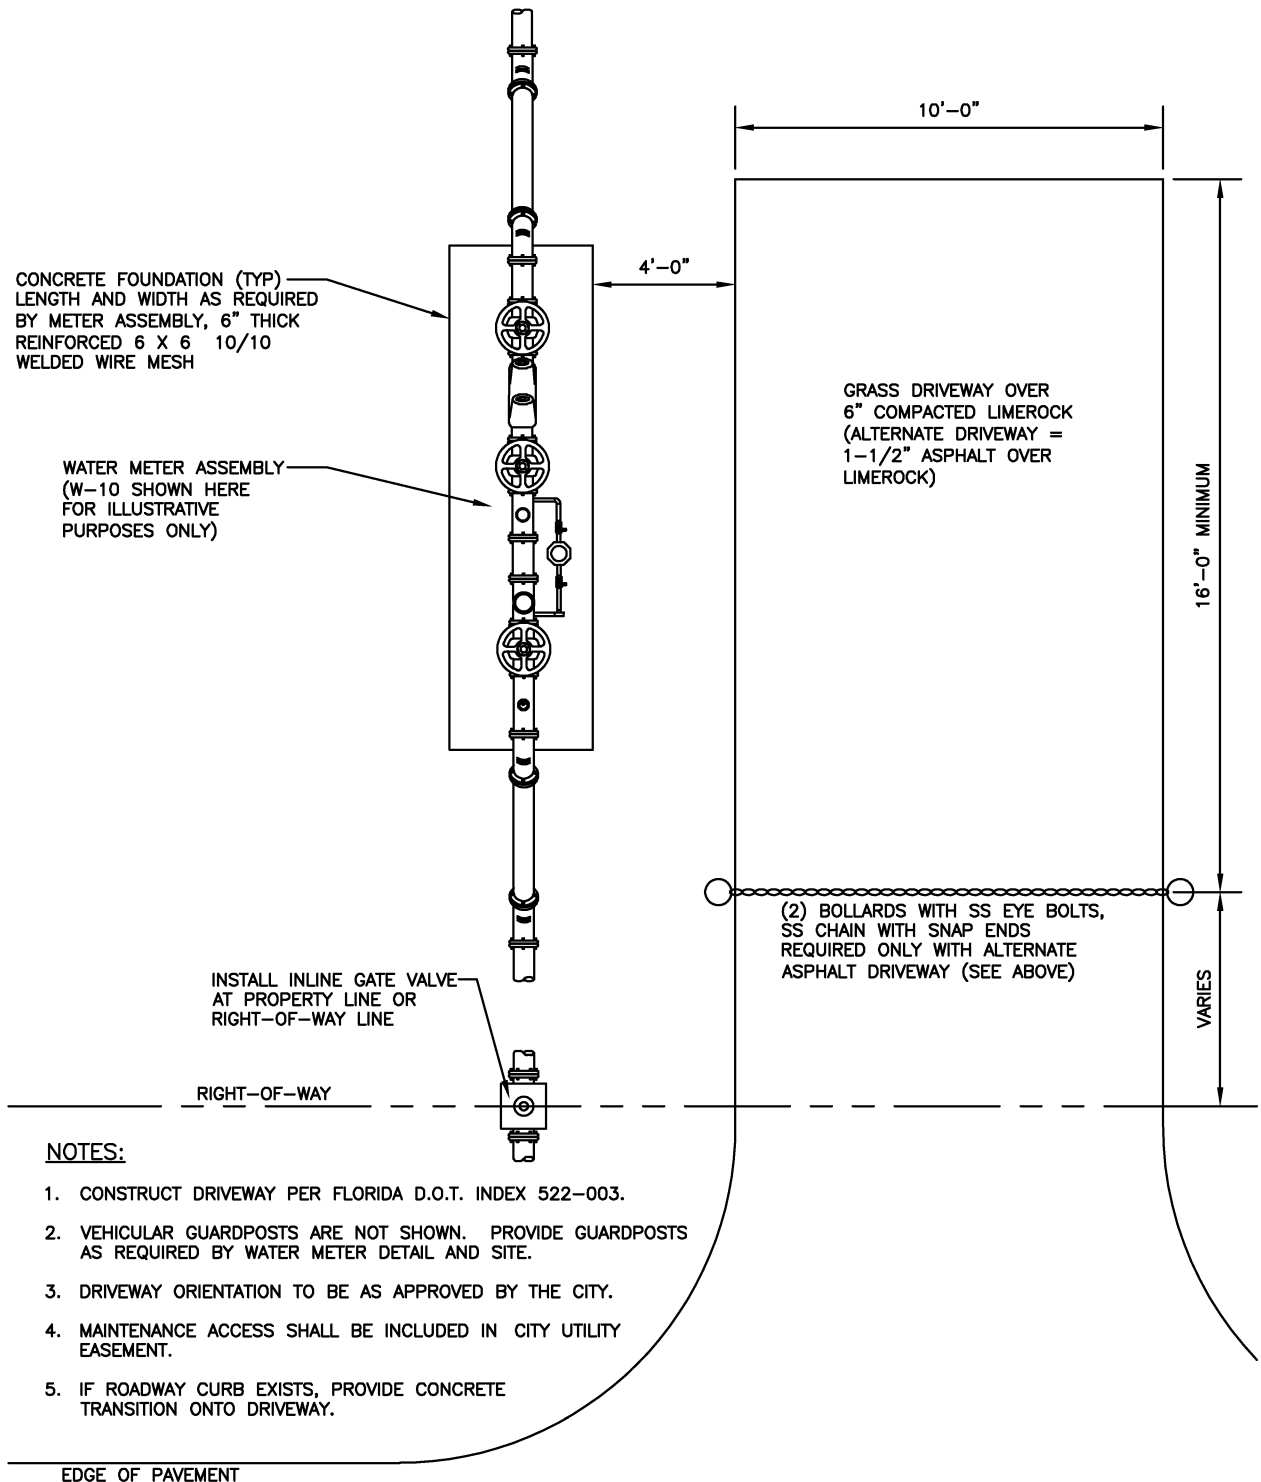 10'-0"
4'-0"
CONCRETE FOUNDATION (TYP)
LENGTH AND WIDTH AS REQUIRED
BY METER ASSEMBLY, 6" THICK
REINFORCED 6 X 6 10/10
WELDED WIRE MESH
GRASS DRIVEWAY OVER
6" COMPACTED LIMEROCK
(ALTERNATE DRIVEWAY =
1-1/2" ASPHALT OVER
LIMEROCK)
WATER METER ASSEMBLY
(W-10 SHOWN HERE
FOR ILLUSTRATIVE
PURPOSES ONLY)
16'-0" MINIMUM
(2) BOLLARDS WITH SS EYE BOLTS,
SS CHAIN WITH SNAP ENDS
REQUIRED ONLY WITH ALTERNATE
ASPHALT DRIVEWAY (SEE ABOVE)
VARIES
INSTALL INLINE GATE VALVE
AT PROPERTY LINE OR
RIGHT-OF-WAY LINE
RIGHT-OF-WAY
NOTES:
1. CONSTRUCT DRIVEWAY PER FLORIDA D.O.T. INDEX 522-003.
2. VEHICULAR GUARDPOSTS ARE NOT SHOWN. PROVIDE GUARDPOSTS
AS REQUIRED BY WATER METER DETAIL AND SITE.
3. DRIVEWAY ORIENTATION TO BE AS APPROVED BY THE CITY.
4. MAINTENANCE ACCESS SHALL BE INCLUDED IN CITY UTILITY
EASEMENT.
5. IF ROADWAY CURB EXISTS, PROVIDE CONCRETE
TRANSITION ONTO DRIVEWAY.
EDGE OF PAVEMENT